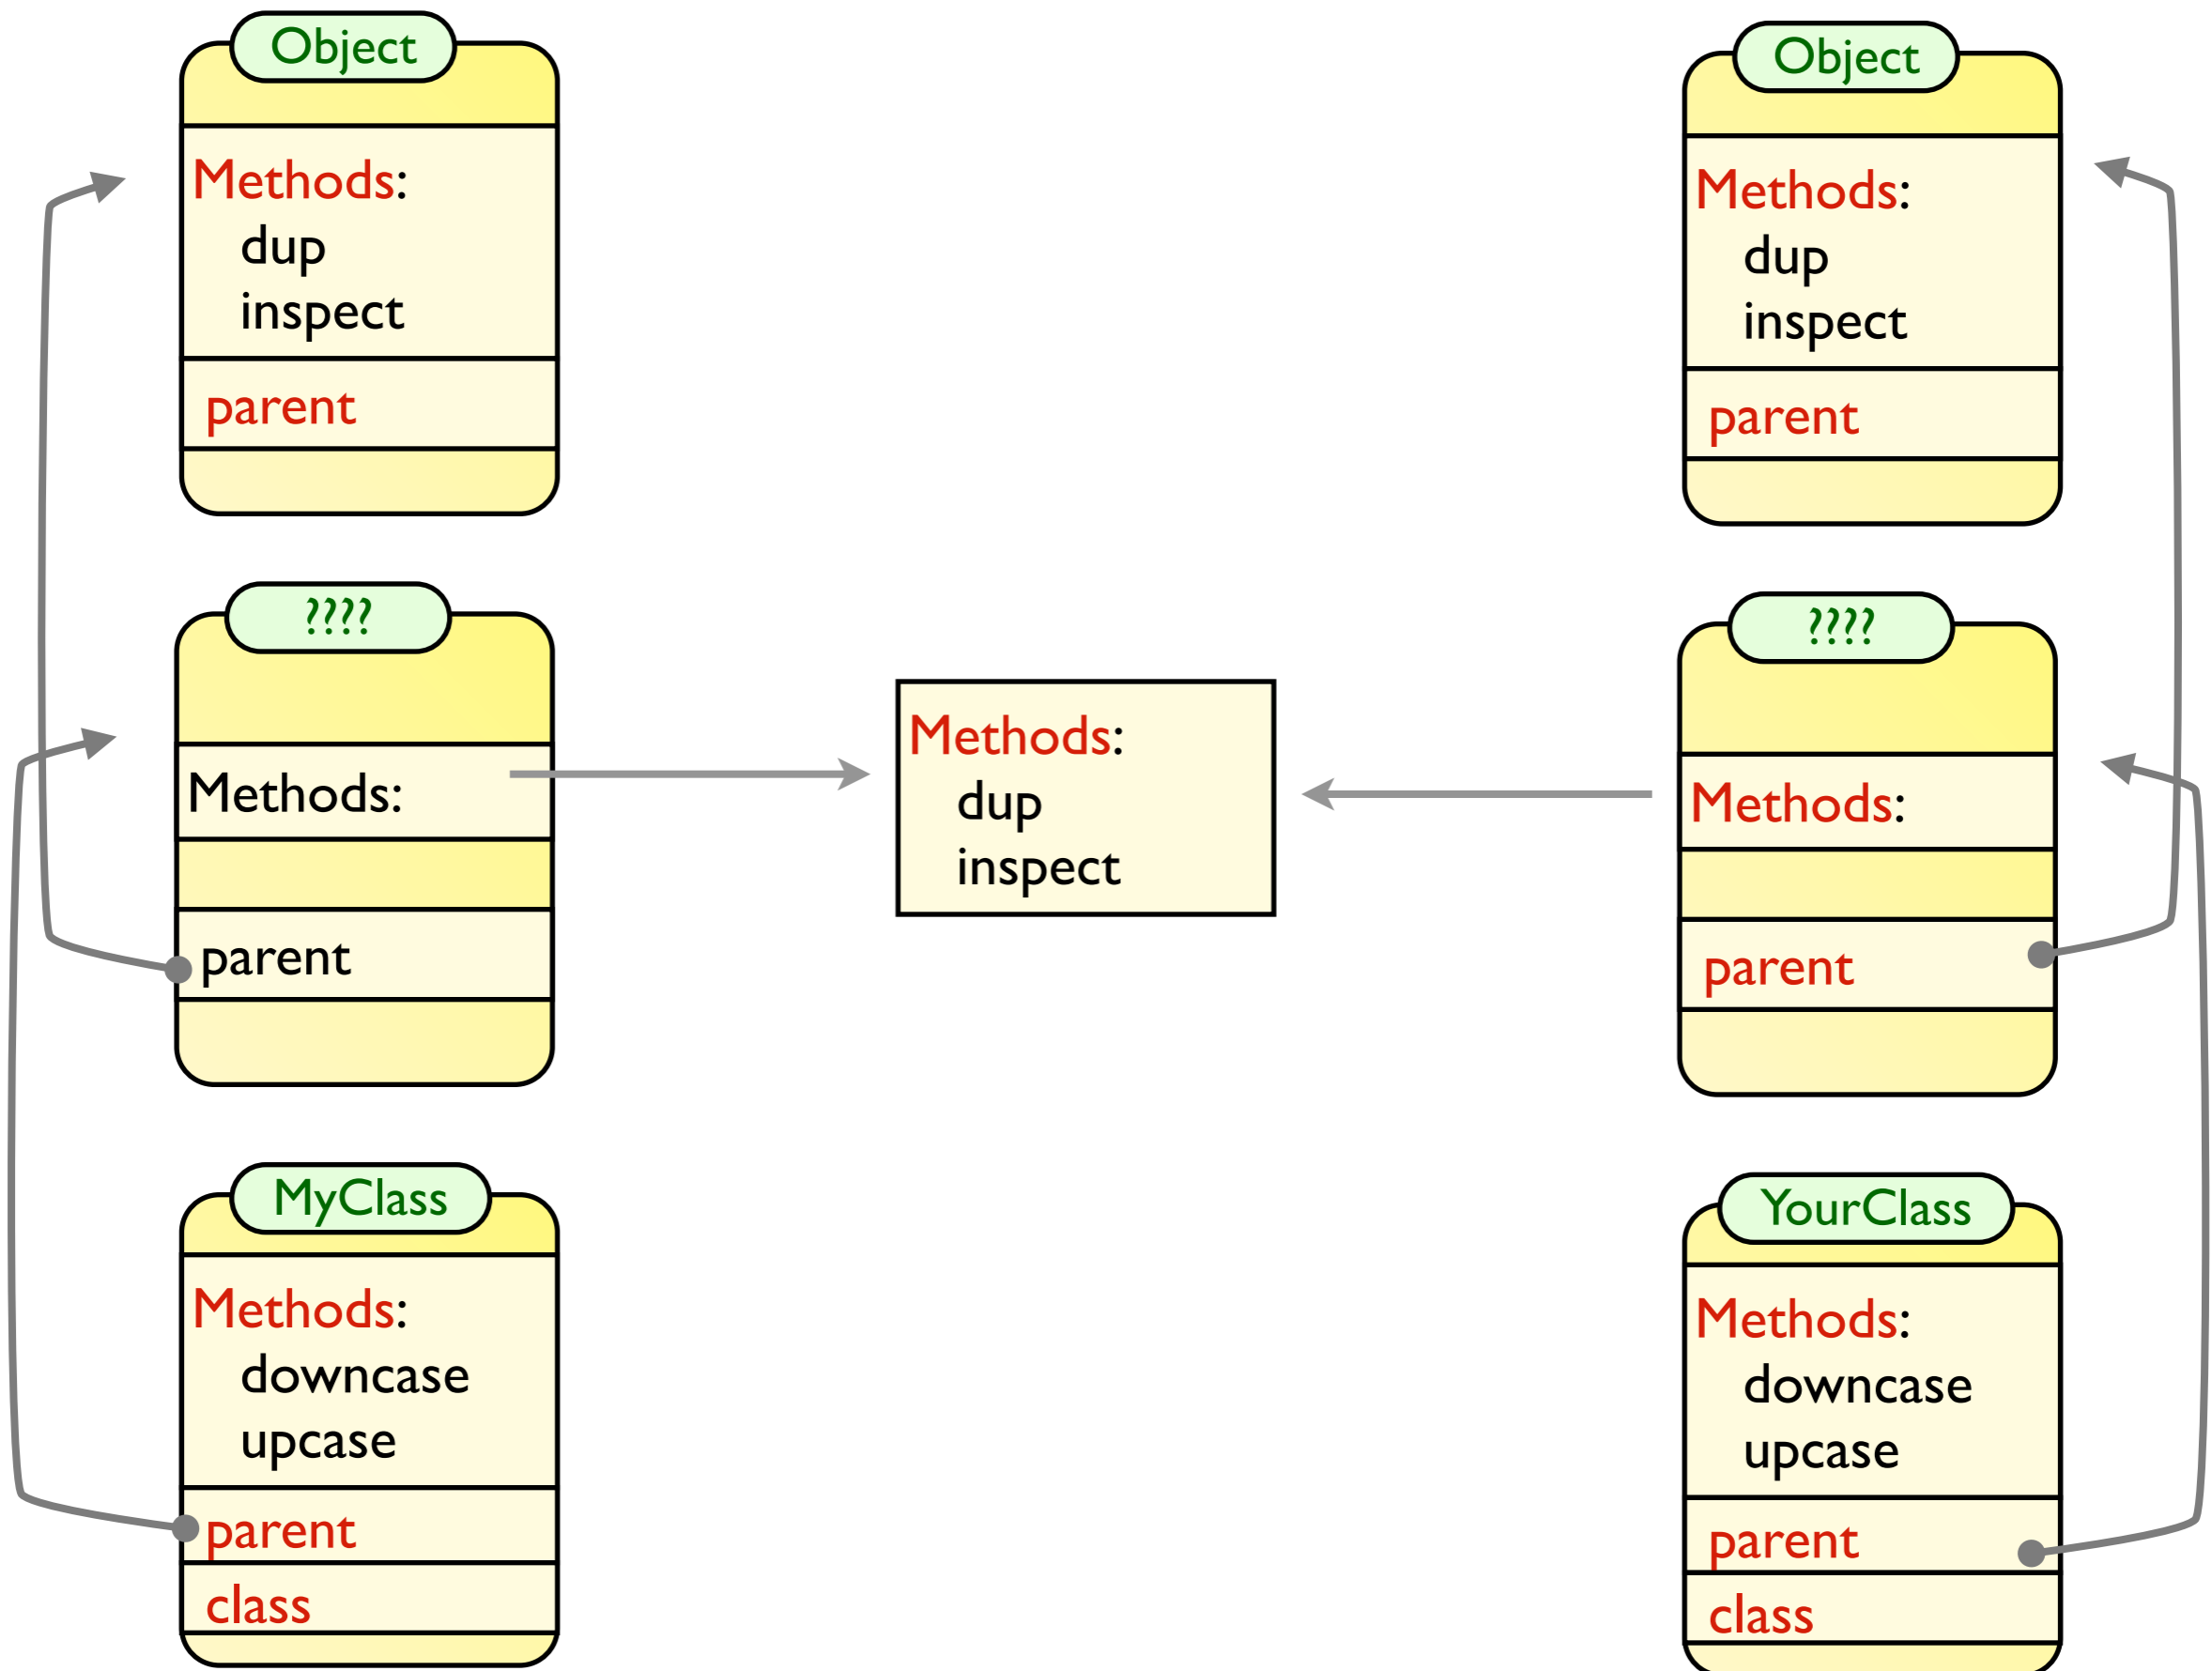 Object
Methods:
dup
inspect
parent
????
Methods:
parent
MyClass
Methods:
downcase
upcase
parent
class
Methods:
dup
inspect
Object
Methods:
dup
inspect
parent
????
Methods:
parent
YourClass
Methods:
downcase
upcase
parent
class